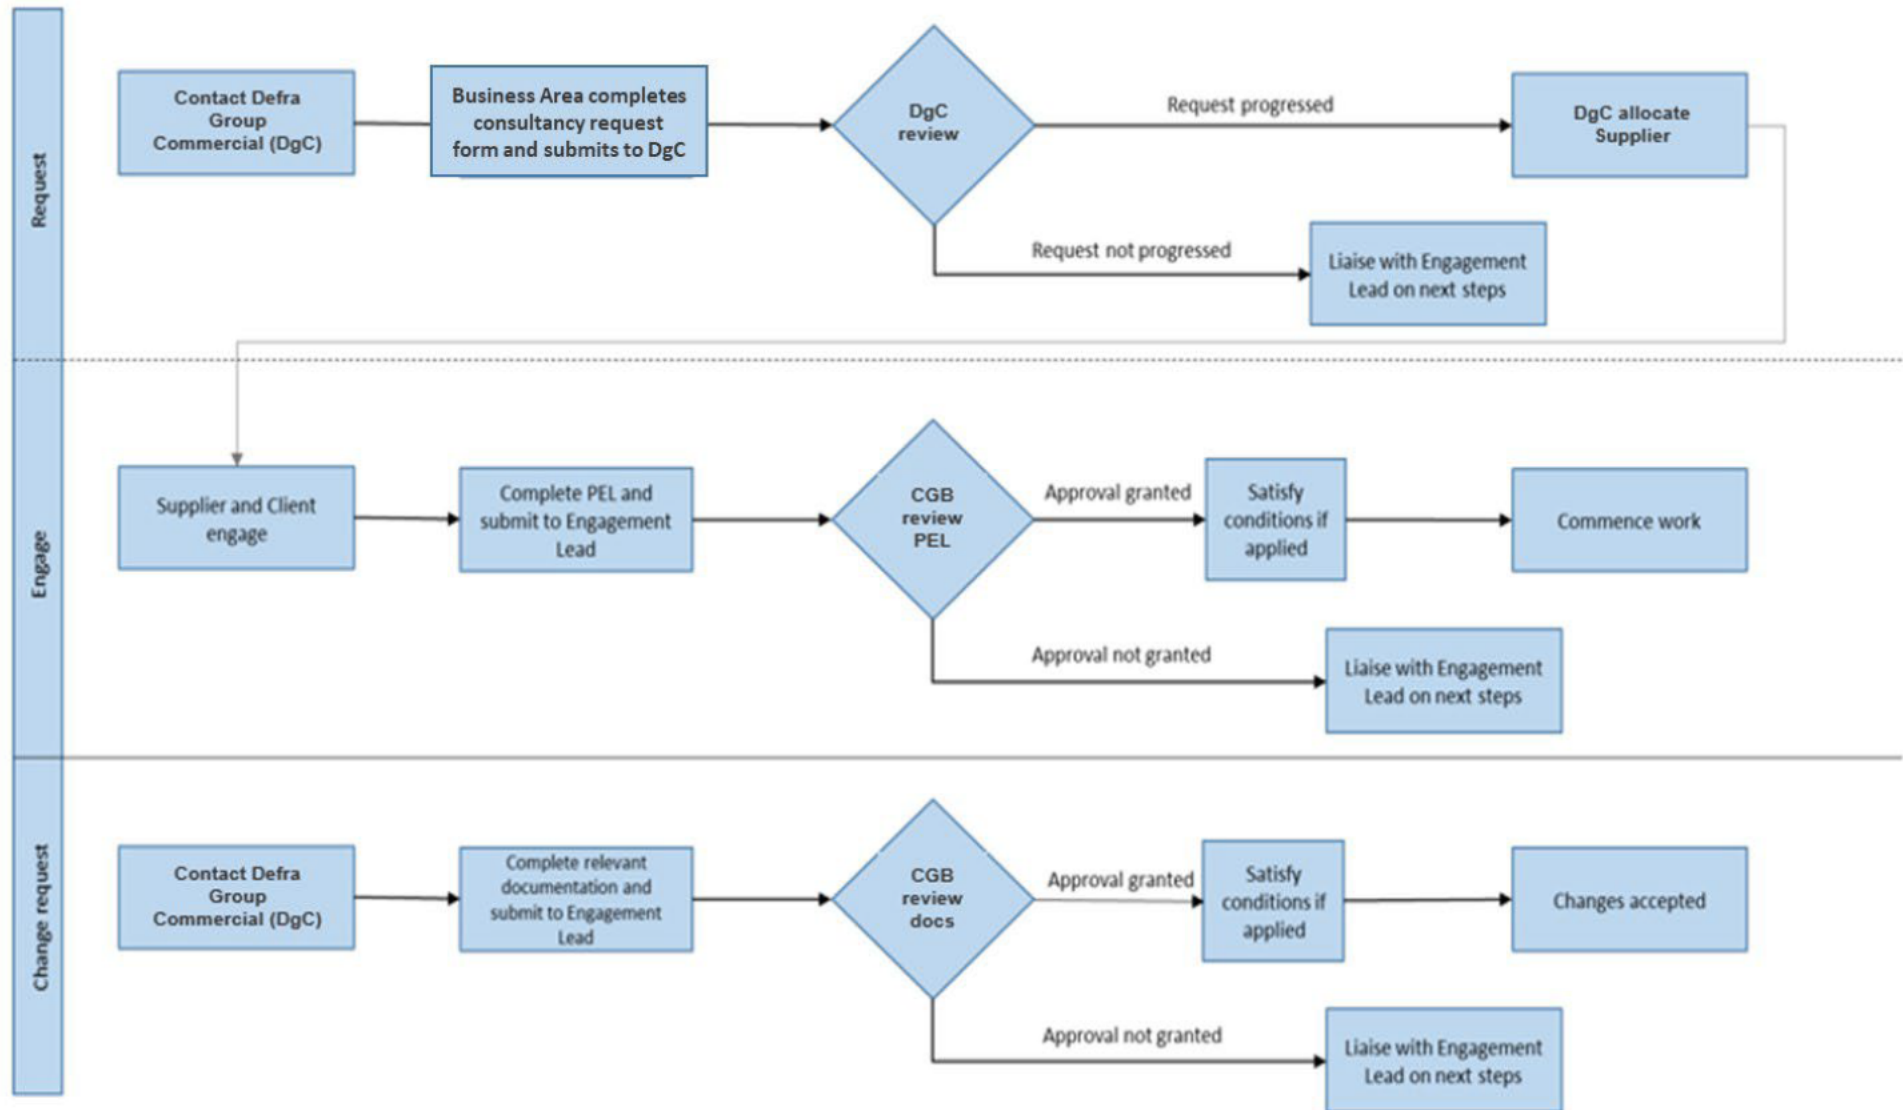 Request
Contact Defra
Group
Commercial (DgC)
Business Area completes
consultancy request
form and submits to DgC
DgC
review
Request progressed
DgC allocate
Supplier
Request not progressed
Liaise with Engagement
Lead on next steps
Engage
Supplier and Client
engage
Complete PEL and
submit to Engagement
Lead
CGB
review
PEL
Approval granted
Satisfy
conditions if
applied
Commence work
Approval not granted
Liaise with Engagement
Lead on next steps
Change request
Contact Defra
Group
Commercial (DgC)
Complete relevant
documentation and
submit to Engagement
Lead
CGB
review
docs
Approval granted
Satisfy
conditions if
applied
Changes accepted
Approval not granted
Liaise with Engagement
Lead on next steps